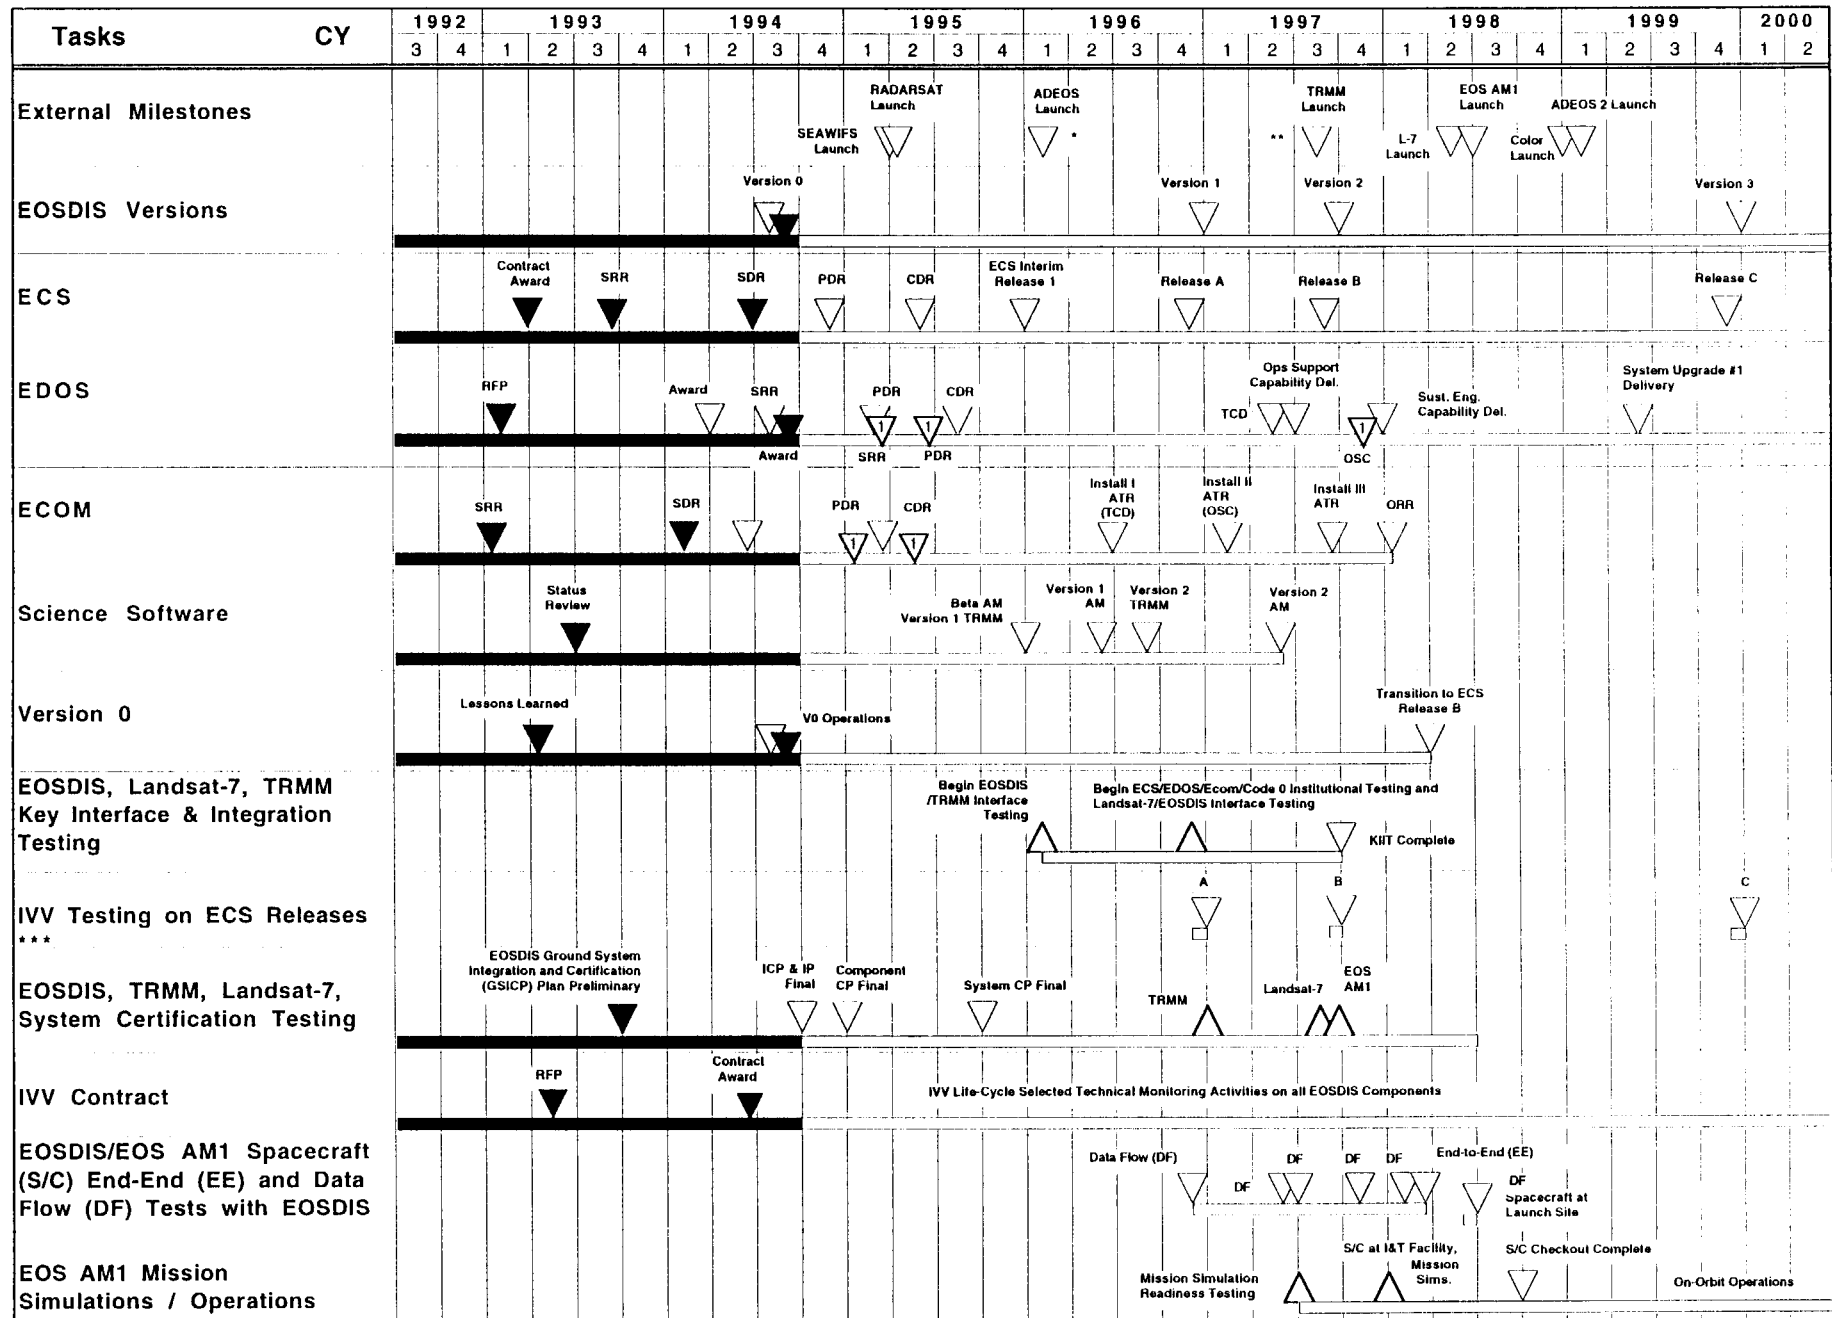 Tasks CY
1992 1993 1994 1995 1996 1997 1998 1999 2000
3 4 1 2 3 4 1 2 3 4 1 2 3 4 1 2 3 4 1 2 3 4 1 2 3 4 1 2 3 4 1 2
External Milestones
SEAWIFS
Launch
RADARSAT
Launch
ADEOS
Launch
*
**
TRMM
Launch
L-7
Launch
EOS AM1
Launch
Color
Launch
ADEOS 2 Launch
EOSDIS Versions
Version 0
Version 1
Version 2
Version 3
ECS
Contract
Award
SRR
SDR
PDR
CDR
ECS Interim
Release 1
Release A
Release B
Release C
EDOS
RFP
Award
SRR
Award
PDR
1
SRR
1
PDR
CDR
TCD
Ops Support
Capability Del.
1
OSC
Sust. Eng.
Capability Del.
System Upgrade #1
Delivery
ECOM
SRR
SDR
PDR
1
CDR
1
Install I
ATR
(TCD)
Install II
ATR
(OSC)
Install III
ATR
ORR
Science Software
Status
Review
Beta AM
Version 1 TRMM
Version 1
AM
Version 2
TRMM
Version 2
AM
Version 0
Lessons Learned
V0 Operations
Transition to ECS
Release B
EOSDIS, Landsat-7, TRMM
Key Interface & Integration
Testing
Begin EOSDIS
/TRMM Interface
Testing
Begin ECS/EDOS/Ecom/Code 0 Institutional Testing and
Landsat-7/EOSDIS Interface Testing
KIIT Complete
IVV Testing on ECS Releases
***
A
B
C
EOSDIS, TRMM, Landsat-7,
System Certification Testing
EOSDIS Ground System
Integration and Certification
(GSICP) Plan Preliminary
ICP & IP
Final
Component
CP Final
System CP Final
TRMM
Landsat-7
EOS
AM1
IVV Contract
RFP
Contract
Award
IVV Life-Cycle Selected Technical Monitoring Activities on all EOSDIS Components
EOSDIS/EOS AM1 Spacecraft
(S/C) End-End (EE) and Data
Flow (DF) Tests with EOSDIS
Data Flow (DF)
DF
DF
DF
DF
End-to-End (EE)
DF
Spacecraft at
Launch Site
EOS AM1 Mission
Simulations / Operations
Mission Simulation
Readiness Testing
S/C at I&T Facility,
Mission
Sims.
S/C Checkout Complete
On-Orbit Operations